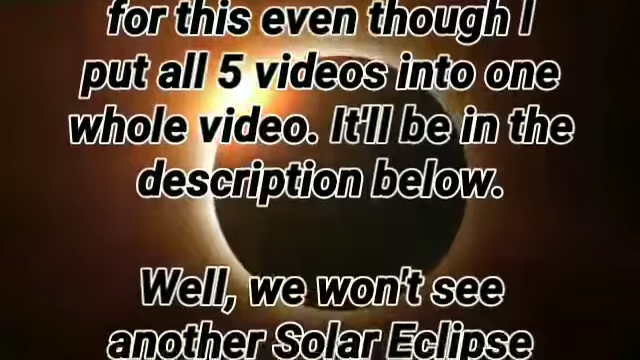 for this even though I
put all 5 videos into one
whole video. It'll be in the
description below.
Well, we won't see
another Solar Eclipse